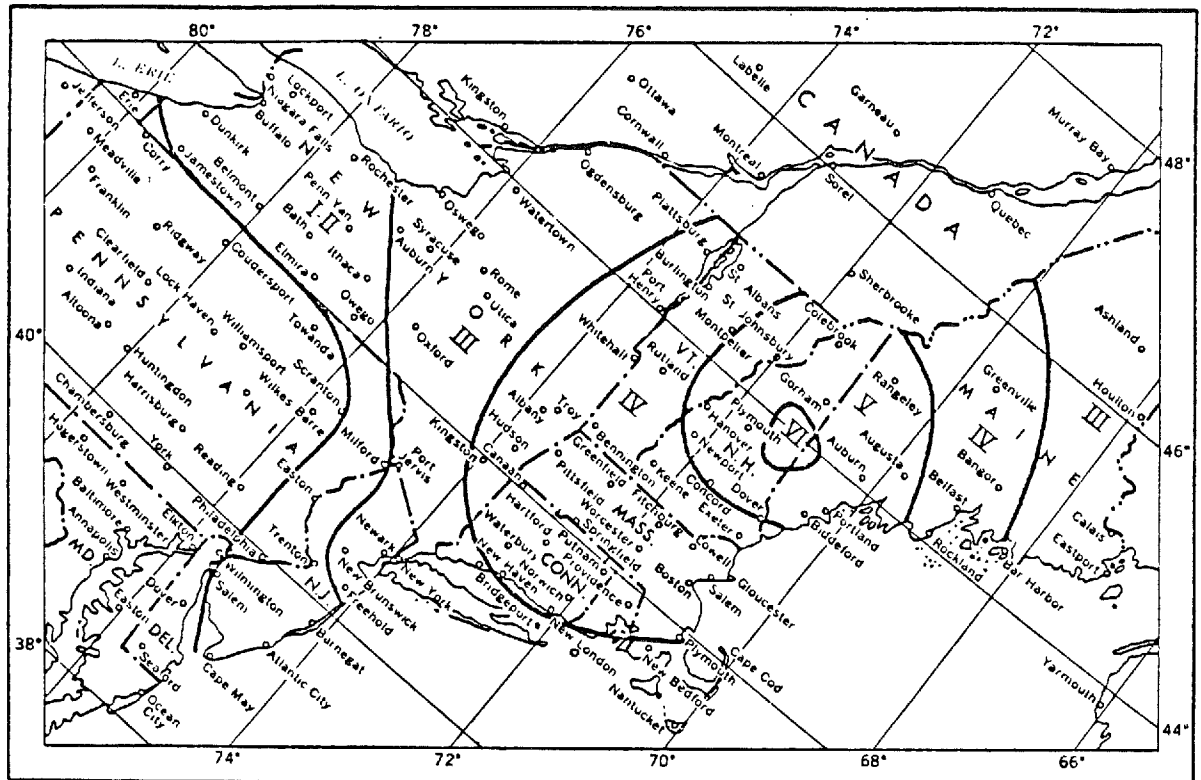 80°
78°
76°
74°
72°
L. ERIE
L. ONTARIO
CANADA
48°
46°
44°
40°
38°
74°
72°
70°
68°
66°
Jefferson
Erie
Meadville
Corry
Franklin
Ridgway
Clearfield
Indiana
Altoona
Lock Haven
Williamsport
Coudersport
Towanda
Scranton
Wilkes Barre
Huntingdon
Harrisburg
Chambersburg
York
Reading
Easton
Milford
Philadelphia
PENNSYLVANIA
Dunkirk
Jamestown
Belmont
Buffalo
Niagara Falls
Lockport
Rochester
Penn Yan
Bath
Elmira
Ithaca
Owego
Auburn
Syracuse
Oswego
Watertown
Rome
Utica
Oxford
NEW YORK
I-II
III
Kingston
Ottawa
Cornwall
Ogdensburg
Labelle
Montreal
Garneau
Sorel
Murray Bay
Quebec
Sherbrooke
Plattsburg
Burlington
Port Henry
St Albans
St Johnsbury
Montpelier
Whitehall
Rutland
VT.
IV
Colebrook
Gorham
Plymouth
Hanover
Newport
N.H.
VI
V
Concord
Dover
Exeter
Keene
Rangeley
Auburn
Augusta
Portland
Biddeford
Rockland
Belfast
Bangor
Greenville
MAINE
IV
III
Ashland
Houlton
Calais
Eastport
Bar Harbor
Yarmouth
Albany
Troy
Hudson
Kingston
Canaan
Bennington
Greenfield
Pittsfield
Fitchburg
Worcester
Springfield
MASS
Lowell
Boston
Salem
Gloucester
Plymouth
Cape Cod
New Bedford
Nantucket
Hartford
Waterbury
New Haven
Putnam
Providence
Norwich
CONN
Bridgeport
New London
Port Jervis
Newark
New York
New Brunswick
Freehold
Trenton
N.J.
Barnegat
Atlantic City
Cape May
Hagerstown
Westminster
Baltimore
Annapolis
MD
Elkton
Wilmington
Salem
Dover
Easton
DEL.
Seaford
Ocean City